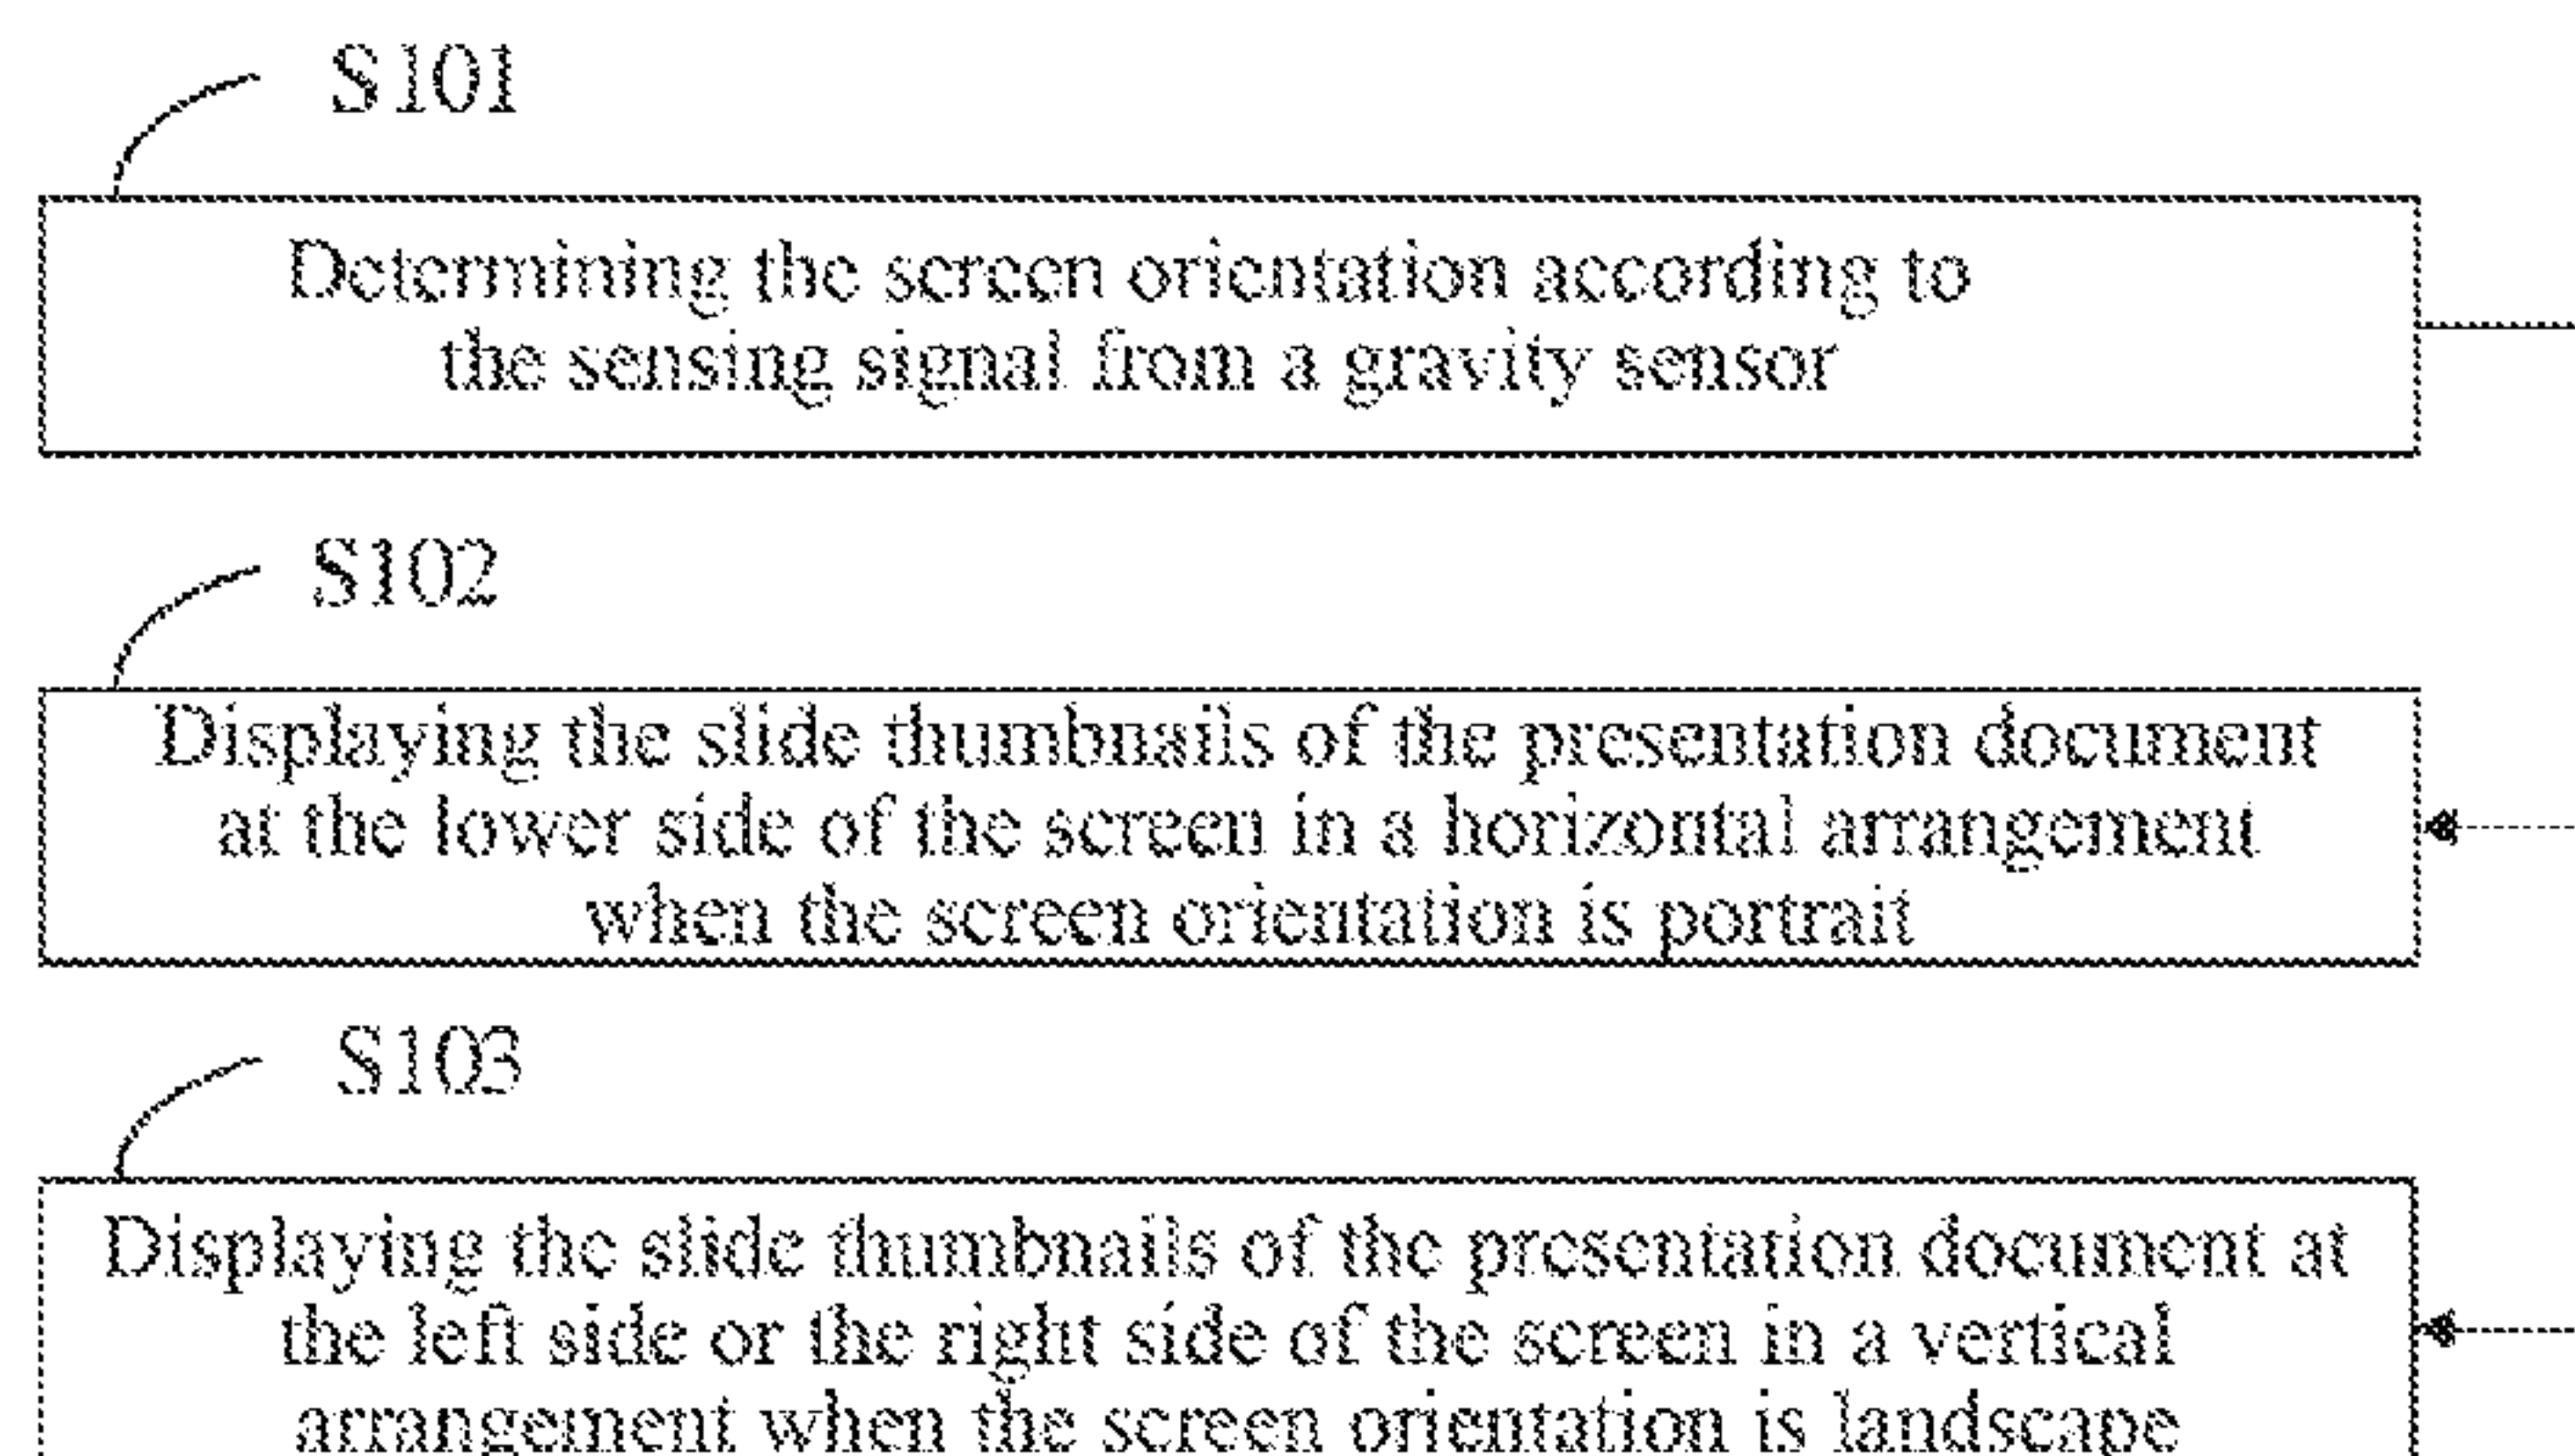 S101
Determining the screen orientation according to
the sensing signal from a gravity sensor
S102
Displaying the slide thumbnails of the presentation document
at the lower side of the screen in a horizontal arrangement
when the screen orientation is portrait
S103
Displaying the slide thumbnails of the presentation document at
the left side or the right side of the screen in a vertical
arrangement when the screen orientation is landscape